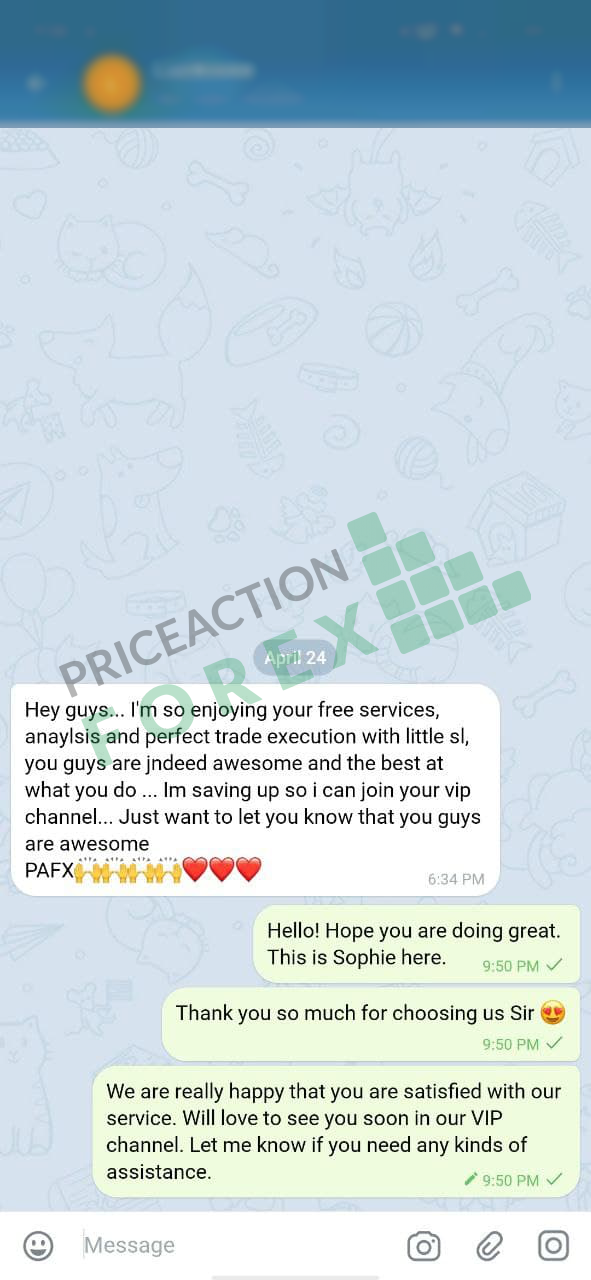 PRICEACTION
FOREX
April 24
Hey guys... I'm so enjoying your free services,
anaylsis and perfect trade execution with little sl,
you guys are jndeed awesome and the best at
what you do ... Im saving up so i can join your vip
channel... Just want to let you know that you guys
are awesome
PAFX🙌🙌🙌🙌❤️❤️❤️
6:34 PM
Hello! Hope you are doing great.
This is Sophie here.
9:50 PM
Thank you so much for choosing us Sir 😍
9:50 PM
We are really happy that you are satisfied with our
service. Will love to see you soon in our VIP
channel. Let me know if you need any kinds of
assistance.
9:50 PM
Message